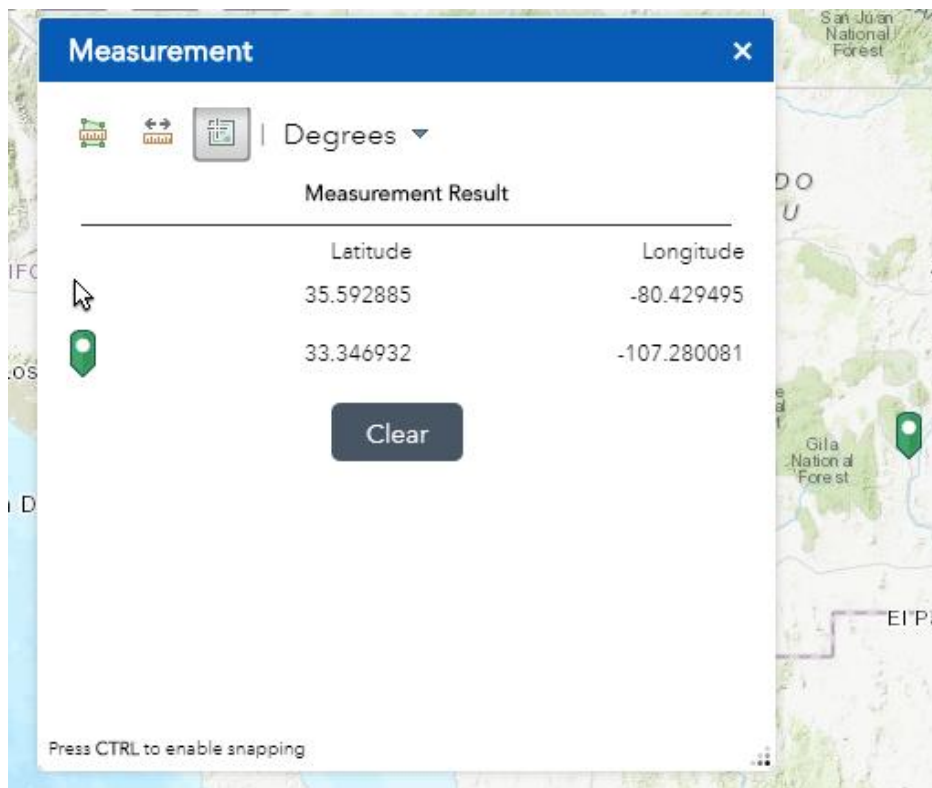 San Juan
National
Forest
Measurement
Degrees
Measurement Result
DO
U
Latitude Longitude
IFO
35.592885 -80.429495
33.346932 -107.280081
Los
Clear
Gila
National
Forest
D
El P
Press CTRL to enable snapping